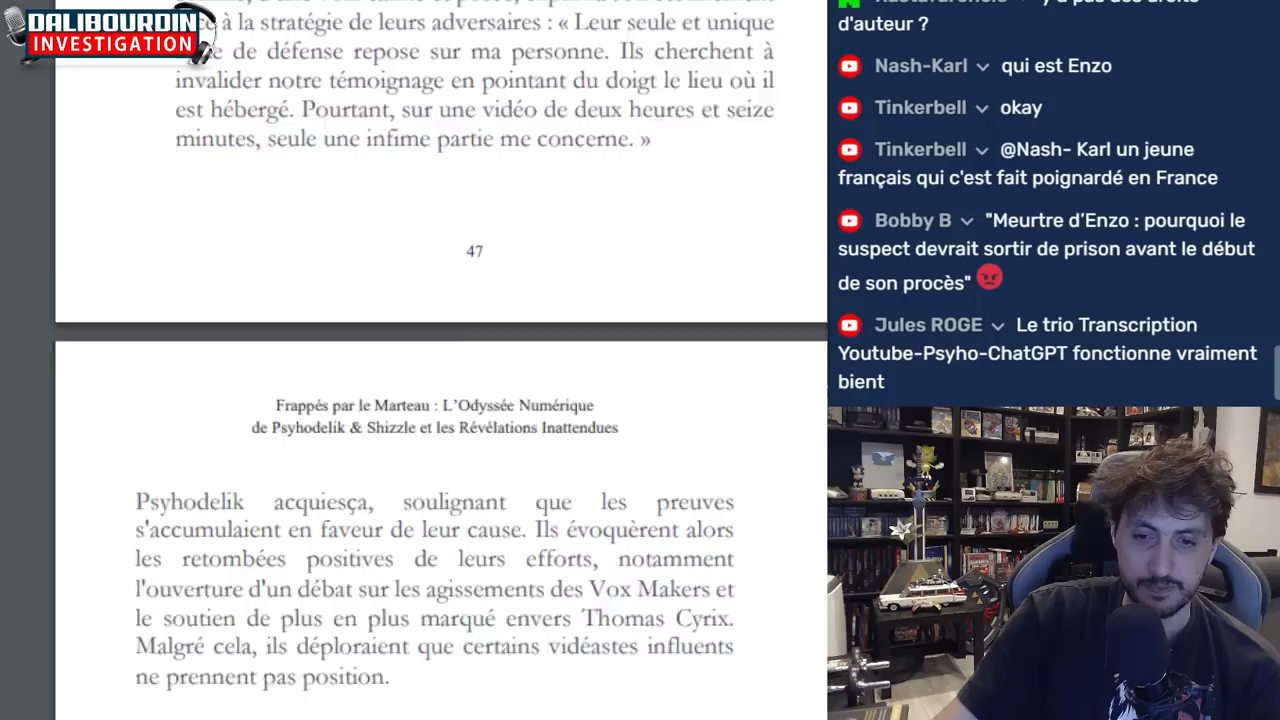 DALIBOURDIN
INVESTIGATION
à la stratégie de leurs adversaires : « Leur seule et unique
de défense repose sur ma personne. Ils cherchent à
invalider notre témoignage en pointant du doigt le lieu où il
est hébergé. Pourtant, sur une vidéo de deux heures et seize
minutes, seule une infime partie me concerne. »
47
Frappés par le Marteau : L'Odyssée Numérique
de Psyhodelik & Shizzle et les Révélations Inattendues
Psyhodelik acquiesça, soulignant que les preuves
s'accumulaient en faveur de leur cause. Ils évoquèrent alors
les retombées positives de leurs efforts, notamment
l'ouverture d'un débat sur les agissements des Vox Makers et
le soutien de plus en plus marqué envers Thomas Cyrix.
Malgré cela, ils déploraient que certains vidéastes influents
ne prennent pas position.
d'auteur ?
Nash-Karl qui est Enzo
Tinkerbell okay
Tinkerbell @Nash- Karl un jeune
français qui c'est fait poignardé en France
Bobby B "Meurtre d’Enzo : pourquoi le
suspect devrait sortir de prison avant le début
de son procès"
Jules ROGE Le trio Transcription
Youtube-Psyho-ChatGPT fonctionne vraiment
bient